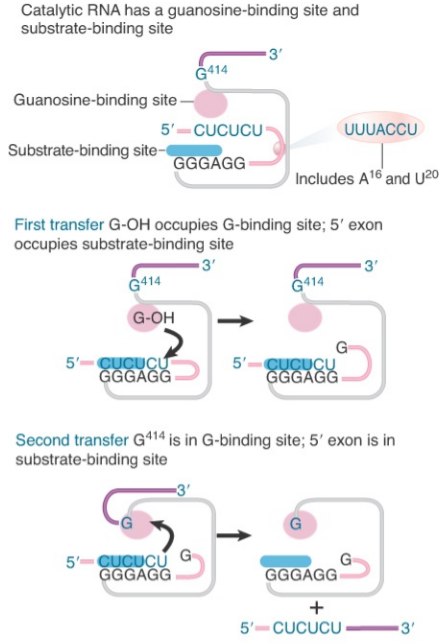 Catalytic RNA has a guanosine-binding site and
substrate-binding site
3′
G414
Guanosine-binding site
5′
CUCUCU
UUUACCU
Substrate-binding site
GGGAGG
Includes A16 and U20
First transfer G-OH occupies G-binding site; 5′ exon
occupies substrate-binding site
3′
G414
G-OH
5′
CUCUCU
GGGAGG
3′
G414
G
5′
CUCUCU
GGGAGG
Second transfer G414 is in G-binding site; 5′ exon is in
substrate-binding site
3′
G
5′
CUCUCU
G
GGGAGG
G
G
GGGAGG
+
5′
CUCUCU
3′